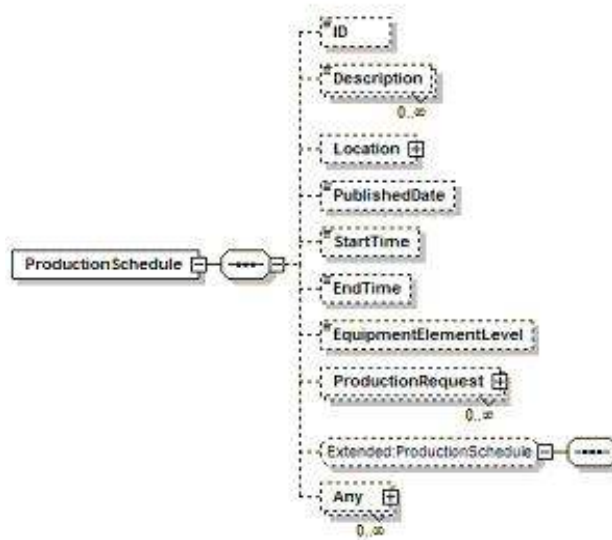 ID
Description
0..∞
Location
PublishedDate
StartTime
ProductionSchedule
EndTime
EquipmentElementLevel
ProductionRequest
0..∞
Extended:ProductionSchedule
Any
0..∞